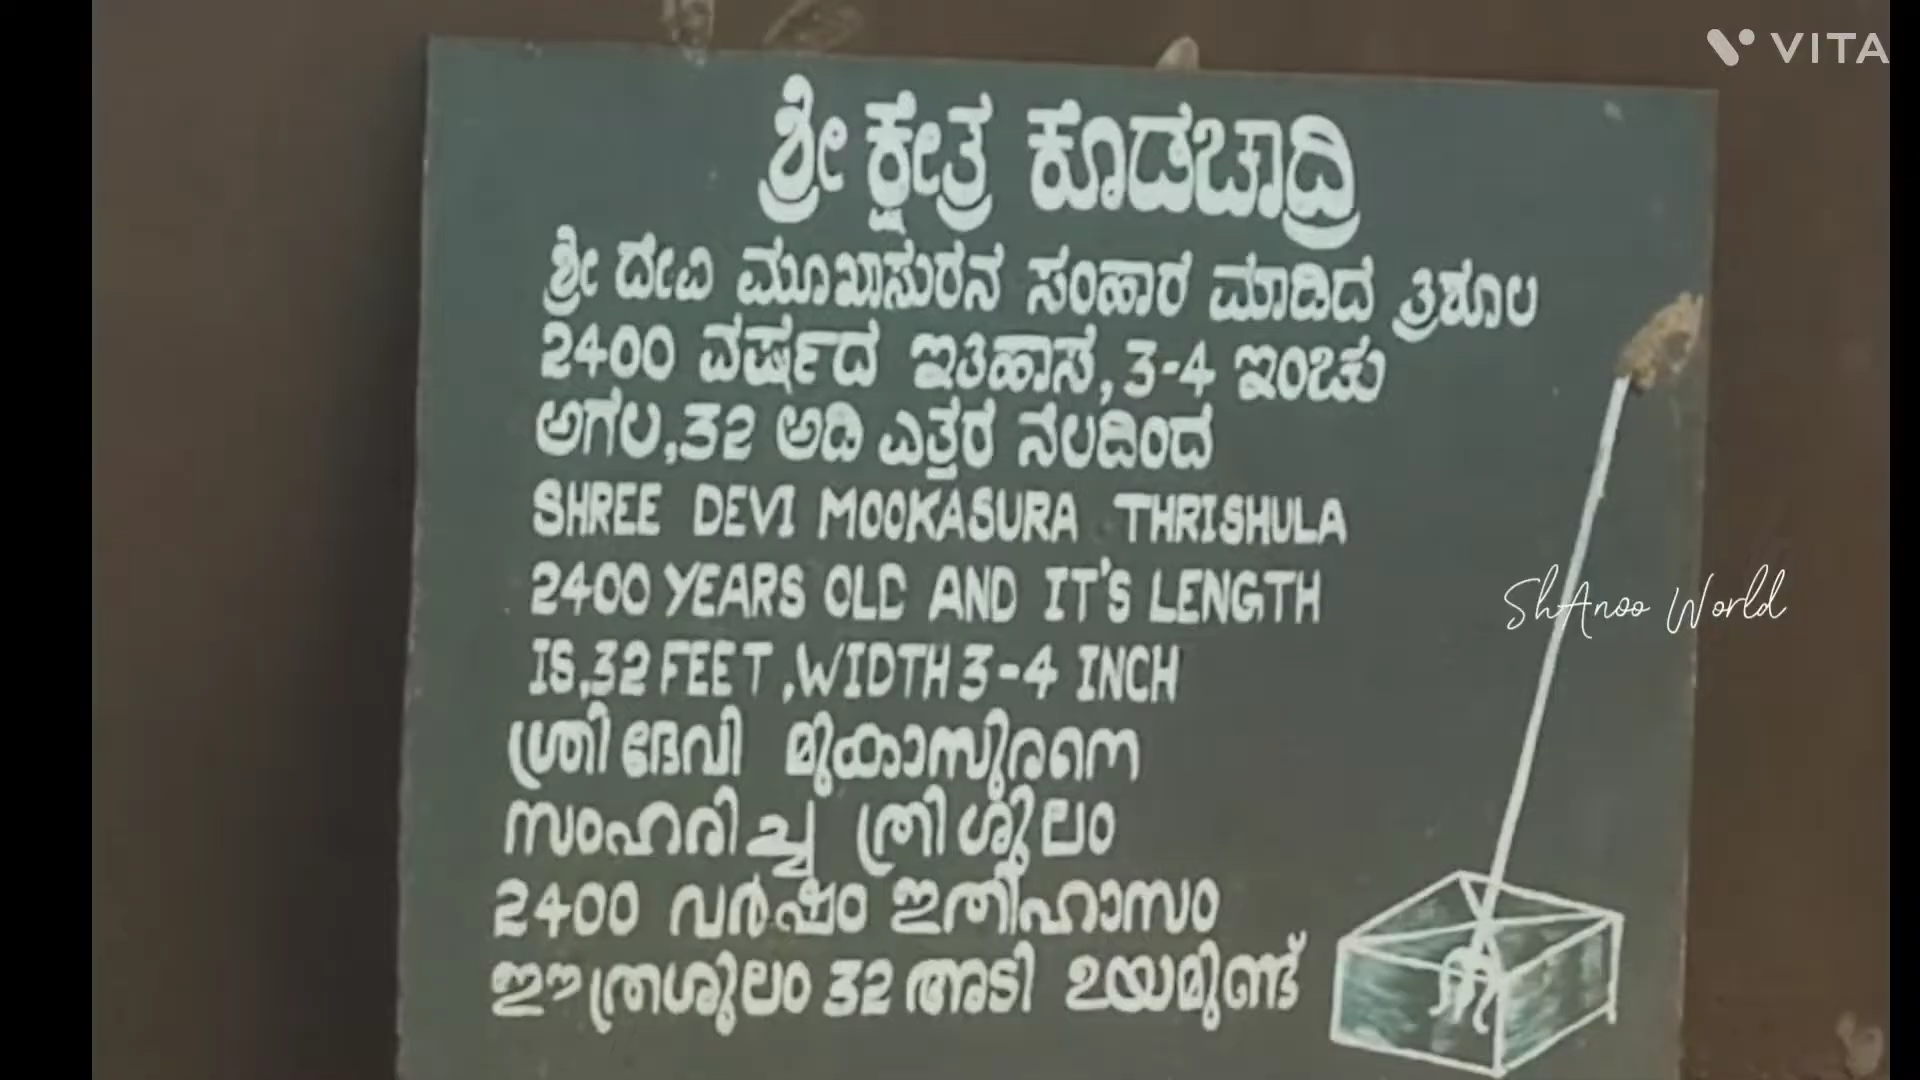 VITA
ಶ್ರೀ ಕ್ಷೇತ್ರ ಕೊಡಚಾದ್ರಿ
ಶ್ರೀ ದೇವಿ ಮೂಖಾಸುರನ ಸಂಹಾರ ಮಾಡಿದ ತ್ರಿಶೂಲ
2400 ವರ್ಷದ ಇತಿಹಾಸ, 3-4 ಇಂಚು
ಅಗಲ, 32 ಅಡಿ ಎತ್ತರ ನೆಲದಿಂದ
SHREE DEVI MOOKASURA THRISHULA
2400 YEARS OLD AND IT'S LENGTH
IS,32 FEET, WIDTH 3-4 INCH
ശ്രി ദേവി മുകാസുരനെ
സംഹരിച്ച ത്രിശുലം
2400 വർഷം ഇതിഹാസം
ഈ ത്രശുലം 32 അടി ഉയമുണ്ട്
ShAnoo World